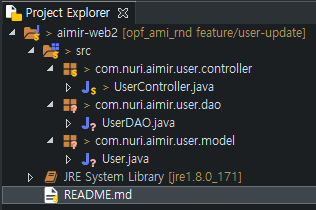 Project Explorer
> aimir-web2 [opf_ami_rnd feature/user-update]
> src
> com.nuri.aimir.user.controller
> UserController.java
> com.nuri.aimir.user.dao
UserDAO.java
> com.nuri.aimir.user.model
User.java
JRE System Library [jre1.8.0_171]
README.md